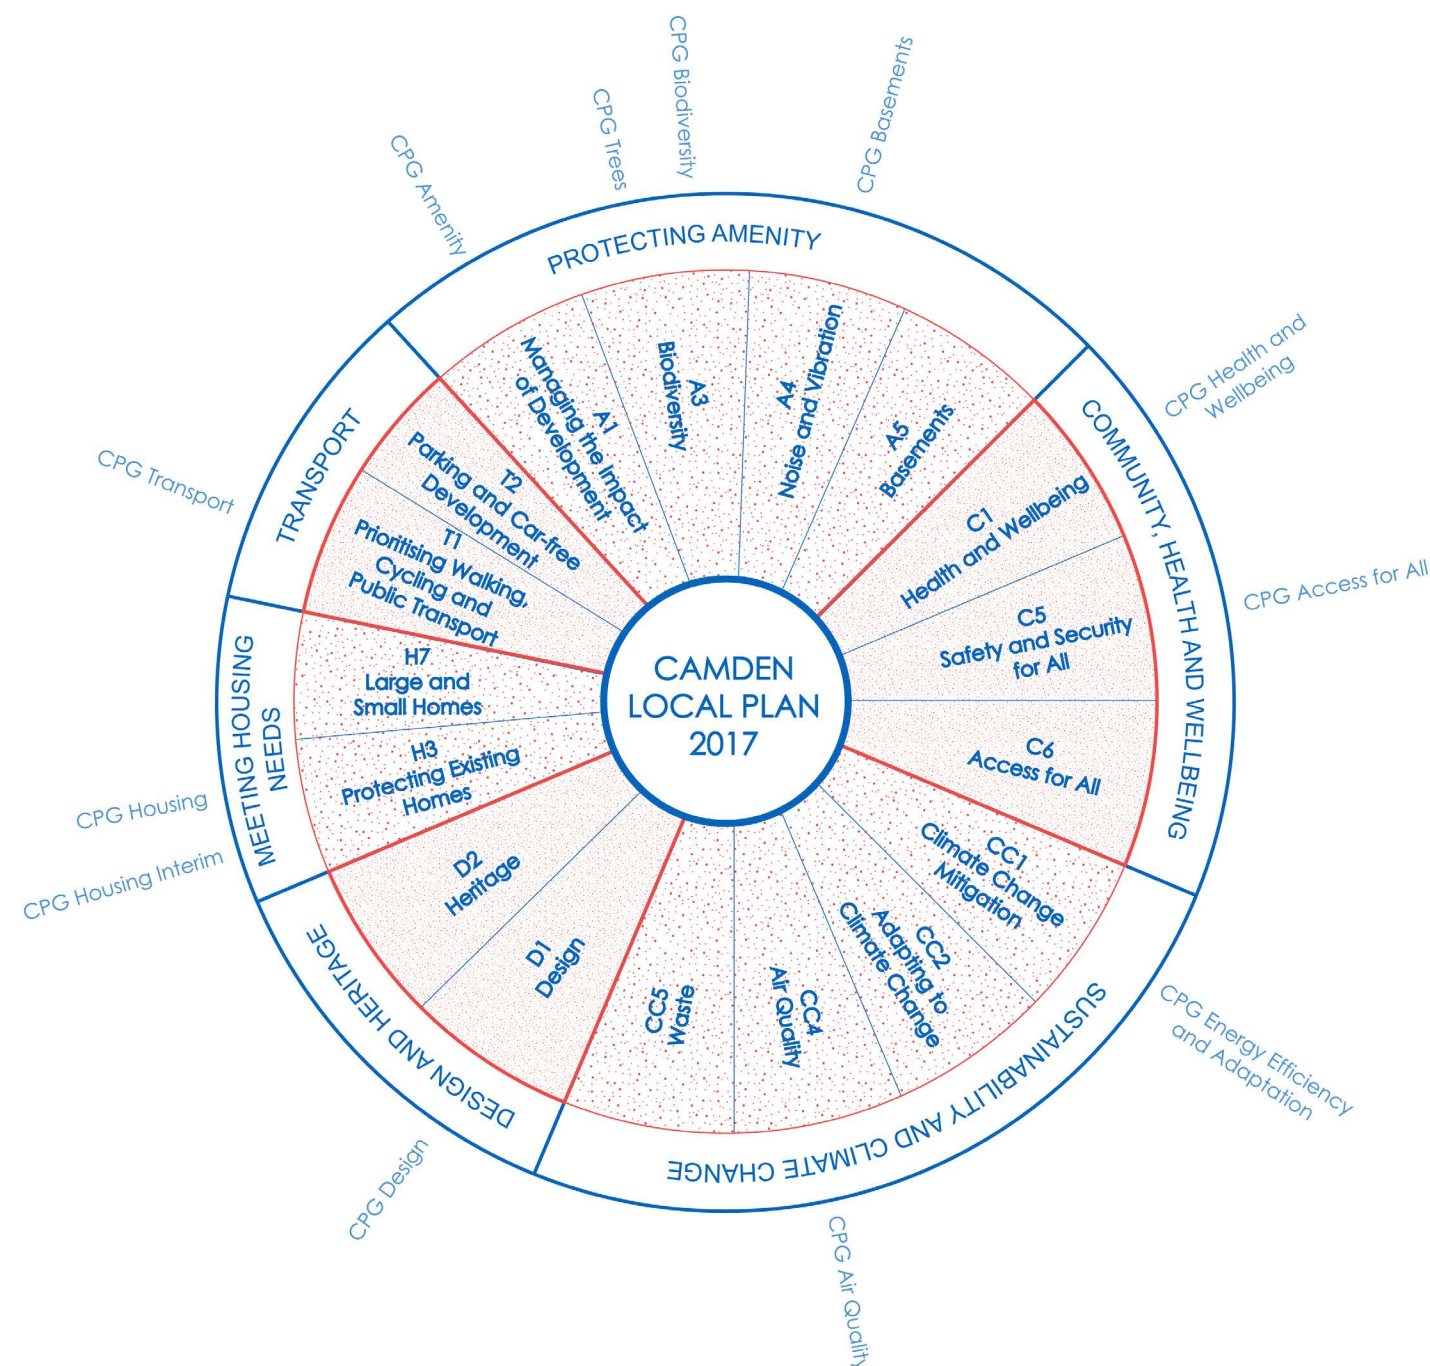 CAMDEN
LOCAL PLAN
2017
PROTECTING AMENITY
A1
Managing the Impact
of Development
A3
Biodiversity
A4
Noise and Vibration
A5
Basements
COMMUNITY, HEALTH AND WELLBEING
C1
Health and Wellbeing
C5
Safety and Security
for All
C6
Access for All
SUSTAINABILITY AND CLIMATE CHANGE
CC1
Climate Change
Mitigation
CC2
Adapting to
Climate Change
CC4
Air Quality
CC5
Waste
DESIGN AND HERITAGE
D1
Design
D2
Heritage
MEETING HOUSING
NEEDS
H3
Protecting Existing
Homes
H7
Large and
Small Homes
TRANSPORT
T1
Prioritising Walking,
Cycling and
Public Transport
T2
Parking and Car-free
Development
CPG Amenity
CPG Trees
CPG Biodiversity
CPG Basements
CPG Health and
Wellbeing
CPG Access for All
CPG Energy Efficiency
and Adaptation
CPG Air Quality
CPG Design
CPG Housing Interim
CPG Housing
CPG Transport